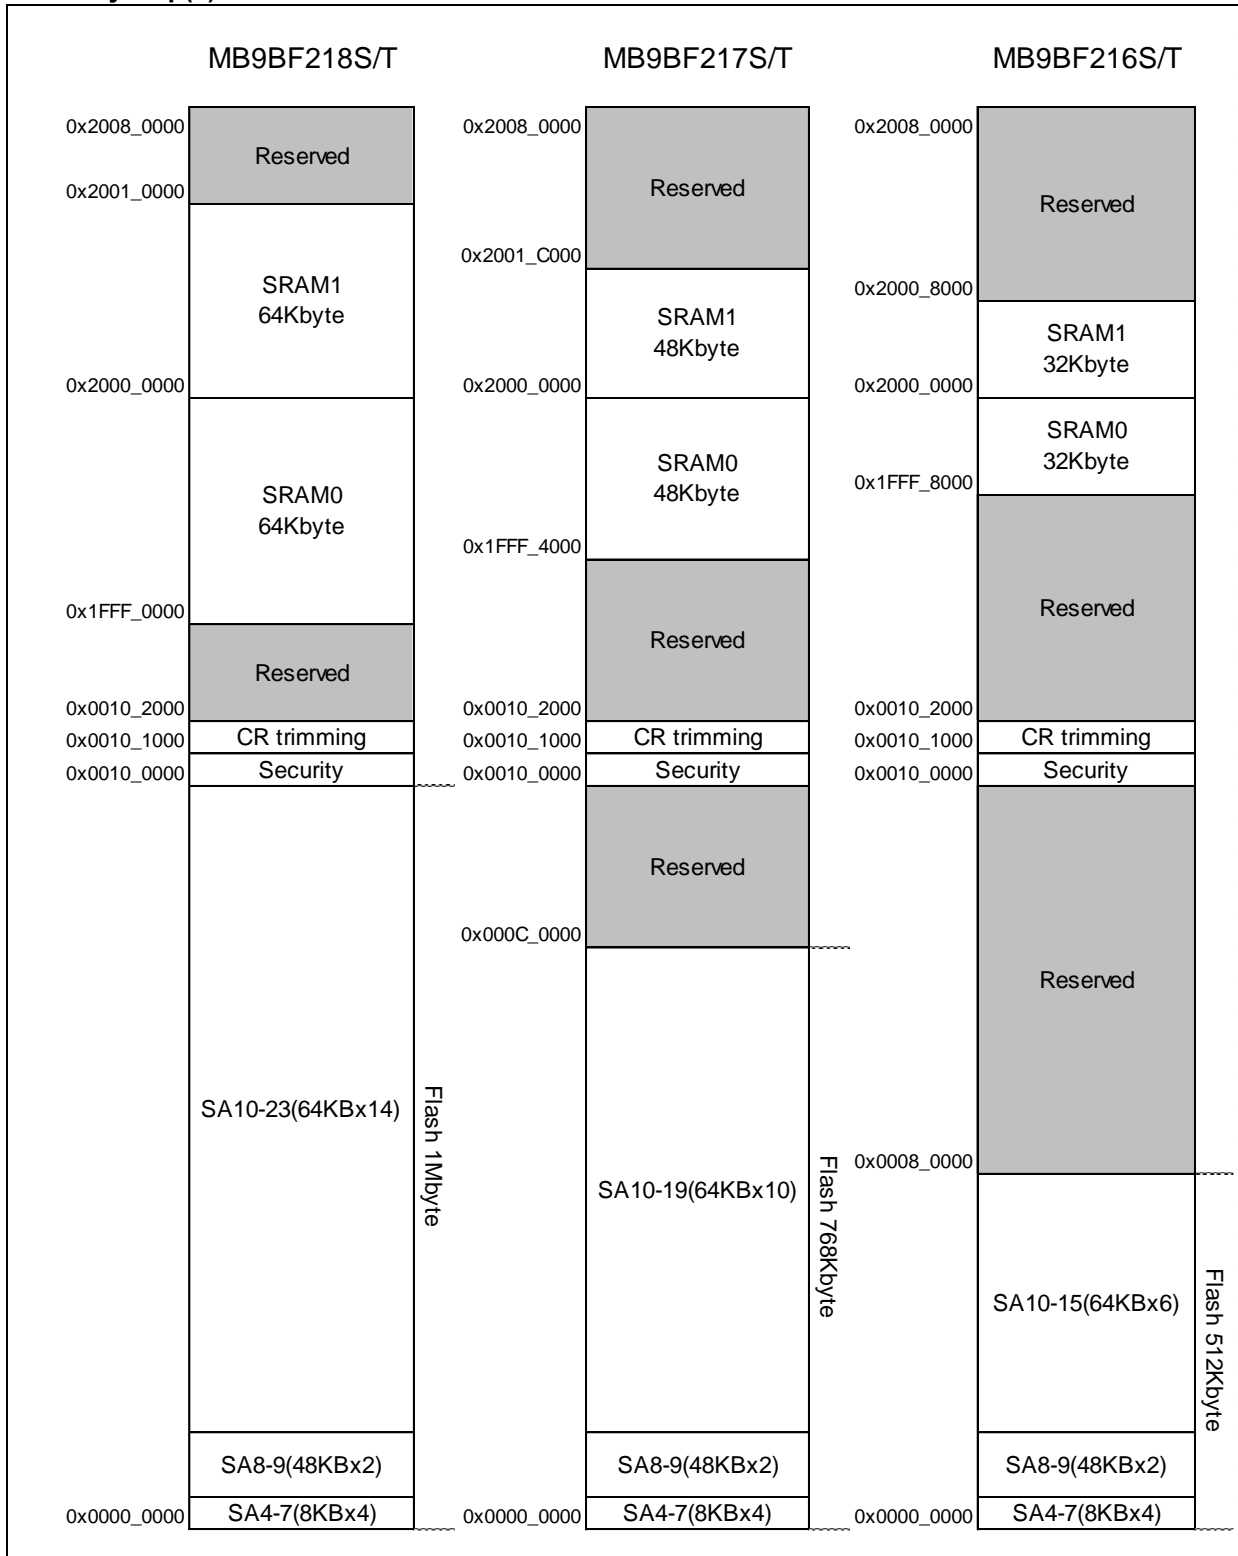 MB9BF218S/T
0x2008_0000
Reserved
0x2001_0000
SRAM1
64Kbyte
0x2000_0000
SRAM0
64Kbyte
0x1FFF_0000
Reserved
0x0010_2000
CR trimming
0x0010_1000
Security
0x0010_0000
SA10-23(64KBx14)
Flash 1Mbyte
SA8-9(48KBx2)
SA4-7(8KBx4)
0x0000_0000
MB9BF217S/T
0x2008_0000
Reserved
0x2001_C000
SRAM1
48Kbyte
0x2000_0000
SRAM0
48Kbyte
0x1FFF_4000
Reserved
0x0010_2000
CR trimming
0x0010_1000
Security
0x0010_0000
Reserved
0x000C_0000
SA10-19(64KBx10)
Flash 768Kbyte
SA8-9(48KBx2)
SA4-7(8KBx4)
0x0000_0000
MB9BF216S/T
0x2008_0000
Reserved
0x2000_8000
SRAM1
32Kbyte
0x2000_0000
SRAM0
32Kbyte
0x1FFF_8000
Reserved
0x0010_2000
CR trimming
0x0010_1000
Security
0x0010_0000
Reserved
0x0008_0000
SA10-15(64KBx6)
Flash 512Kbyte
SA8-9(48KBx2)
SA4-7(8KBx4)
0x0000_0000